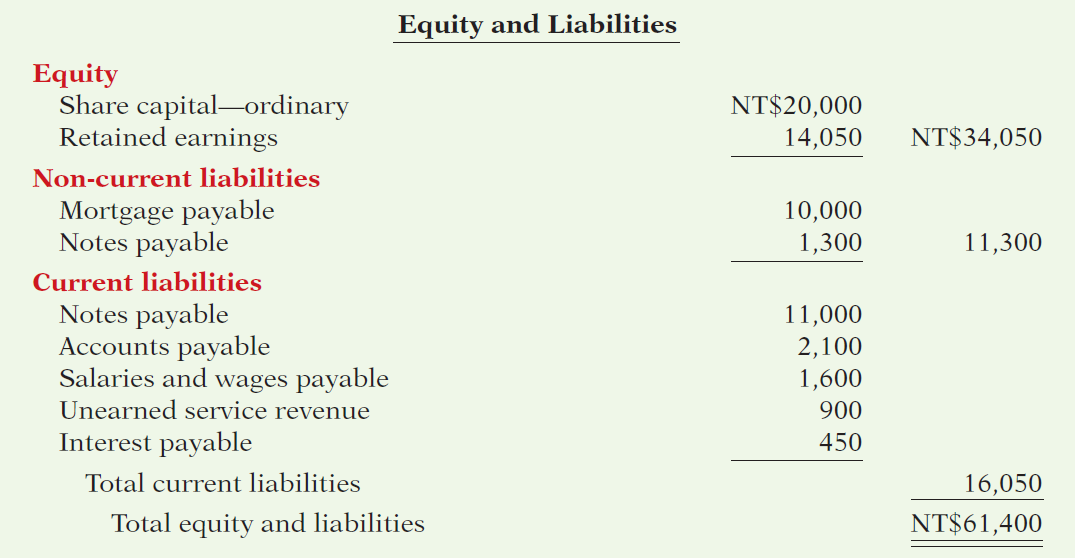 Equity and Liabilities
Equity
Share capital—ordinary NT$20,000
Retained earnings 14,050 NT$34,050
Non-current liabilities
Mortgage payable 10,000
Notes payable 1,300 11,300
Current liabilities
Notes payable 11,000
Accounts payable 2,100
Salaries and wages payable 1,600
Unearned service revenue 900
Interest payable 450
Total current liabilities 16,050
Total equity and liabilities NT$61,400